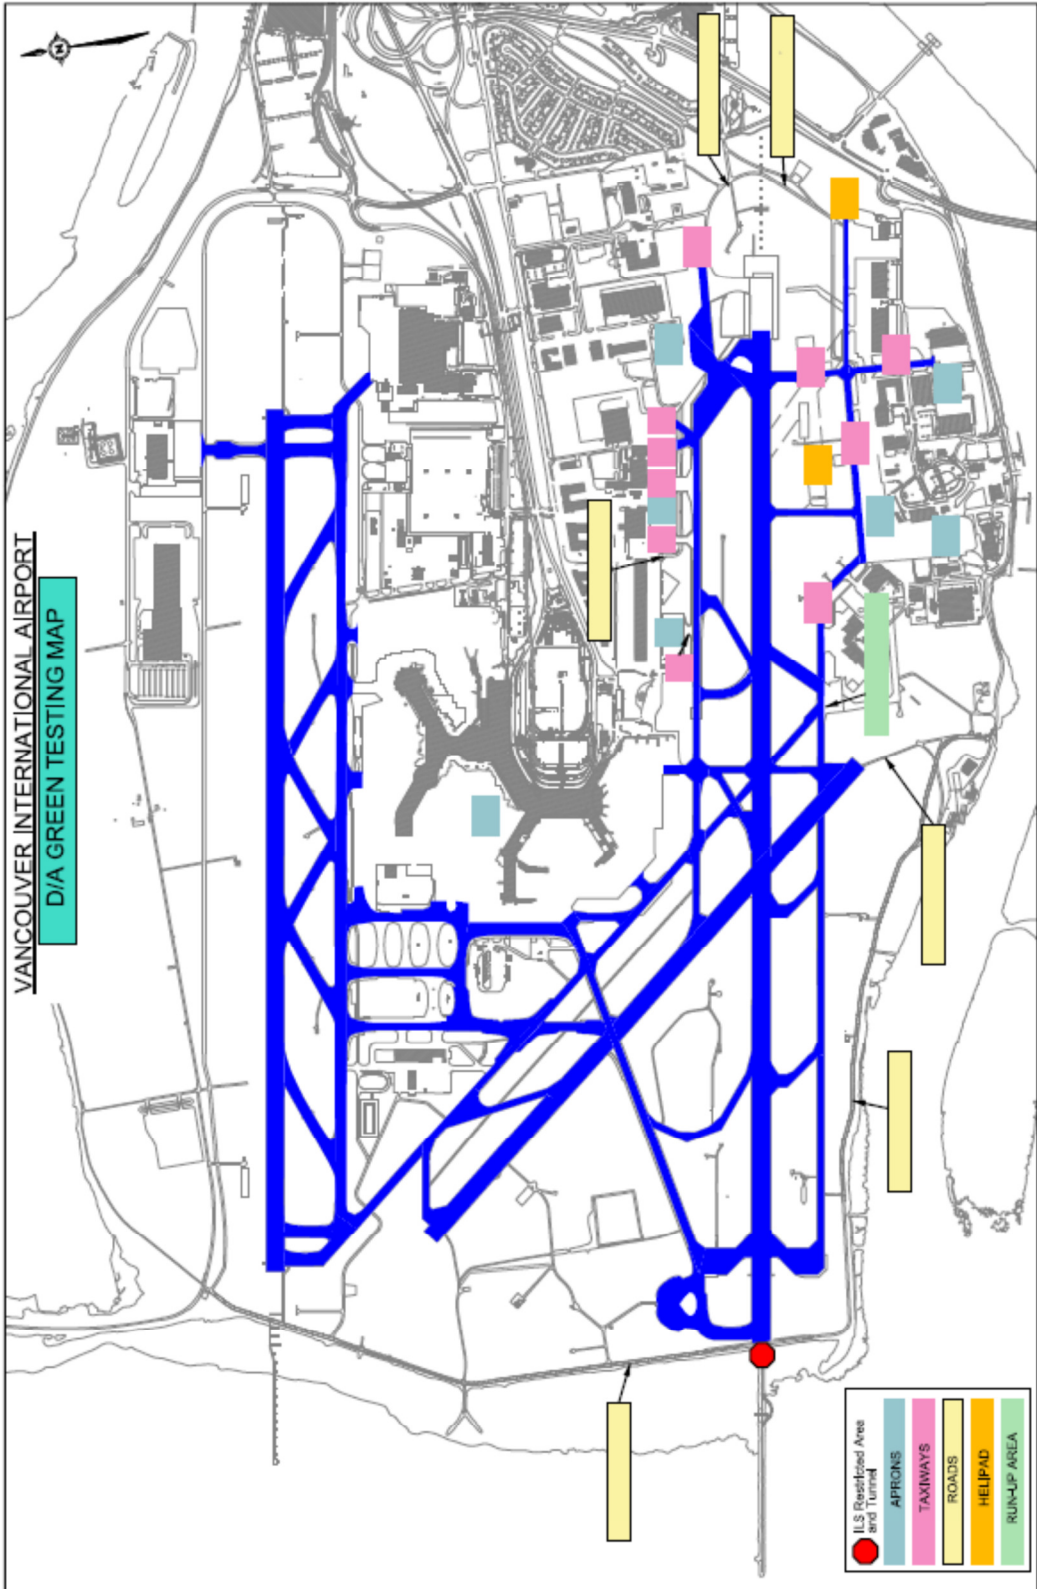 VANCOUVER INTERNATIONAL AIRPORT
D/A GREEN TESTING MAP
N
ILS Restricted Area
and Tunnel
APRONS
TAXIWAYS
ROADS
HELIPAD
RUN-UP AREA